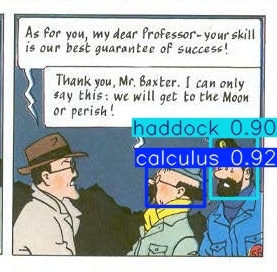 As for you, my dear Professor-your skill
is our best guarantee of success!
Thank you, Mr. Baxter. I can only
say this: we will get to the Moon
or perish!
haddock 0.90
calculus 0.92